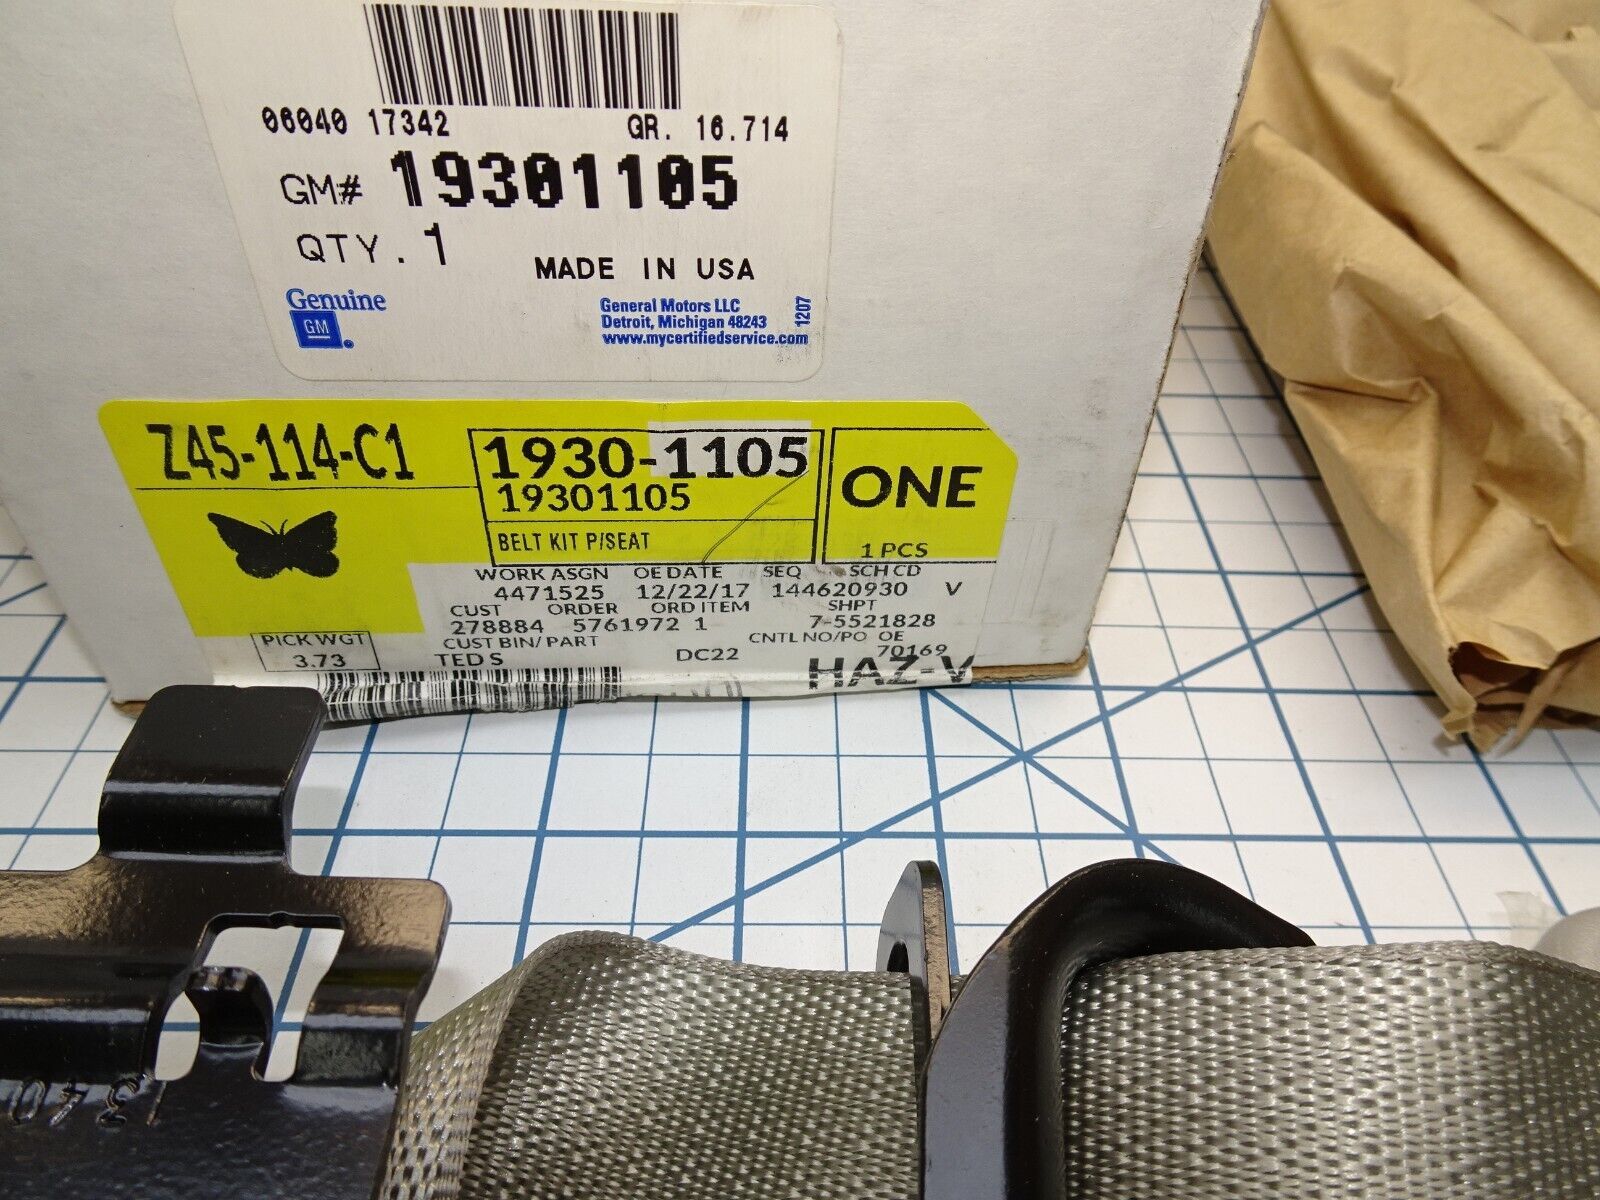 06040 17342 GR. 16.714
GM# 19301105
QTY. 1 MADE IN USA
Genuine
GM
General Motors LLC
Detroit, Michigan 48243
www.mycertifiedservice.com
1207
Z45-114-C1
1930-1105
19301105
BELT KIT P/SEAT
ONE
1 PCS
WORK ASGN OE DATE SEQ SCH CD
4471525 12/22/17 144620930 V
CUST ORDER ORD ITEM SHPT
278884 5761972 1 7-5521828
CUST BIN/PART CNTL NO/PO OE
TED S DC22 70169
PICK WGT
3.73
HAZ-V
1340